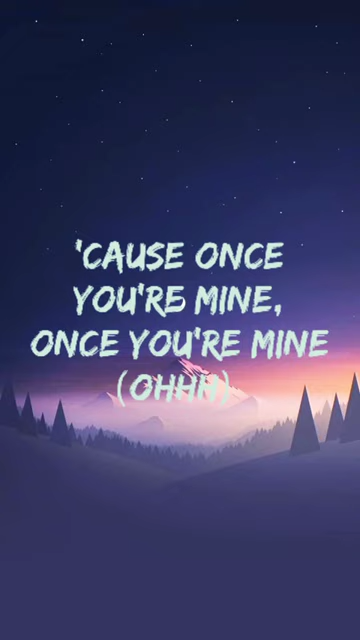 'CAUSE ONCE
YOU'RE MINE,
ONCE YOU'RE MINE
(OHHH)